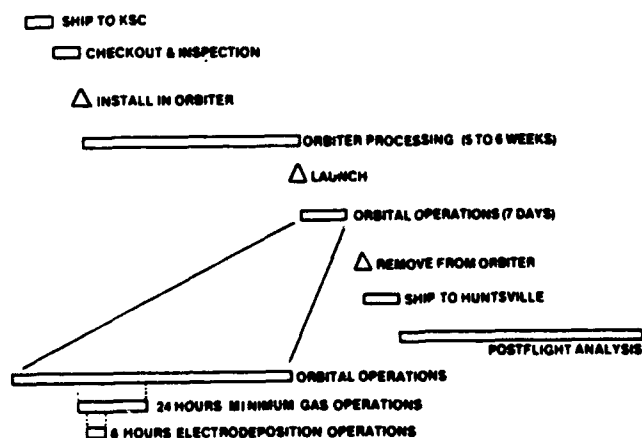 SHIP TO KSC
CHECKOUT & INSPECTION
INSTALL IN ORBITER
ORBITER PROCESSING (5 TO 6 WEEKS)
LAUNCH
ORBITAL OPERATIONS (7 DAYS)
REMOVE FROM ORBITER
SHIP TO HUNTSVILLE
POSTFLIGHT ANALYSIS
ORBITAL OPERATIONS
24 HOURS MINIMUM GAS OPERATIONS
6 HOURS ELECTRODEPOSITION OPERATIONS